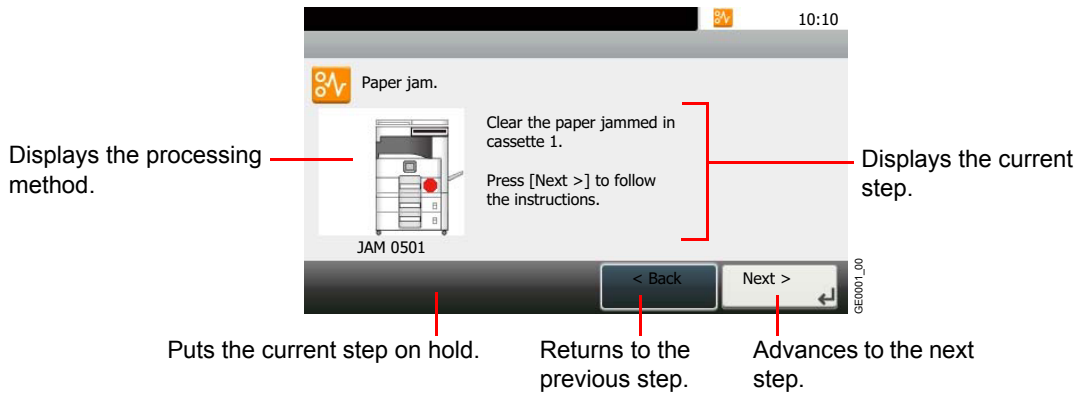 10:10
Paper jam.
Clear the paper jammed in
cassette 1.
Press [Next >] to follow
the instructions.
Displays the processing
method.
Displays the current
step.
JAM 0501
< Back
Next >
GE0001_00
Puts the current step on hold.
Returns to the
previous step.
Advances to the next
step.